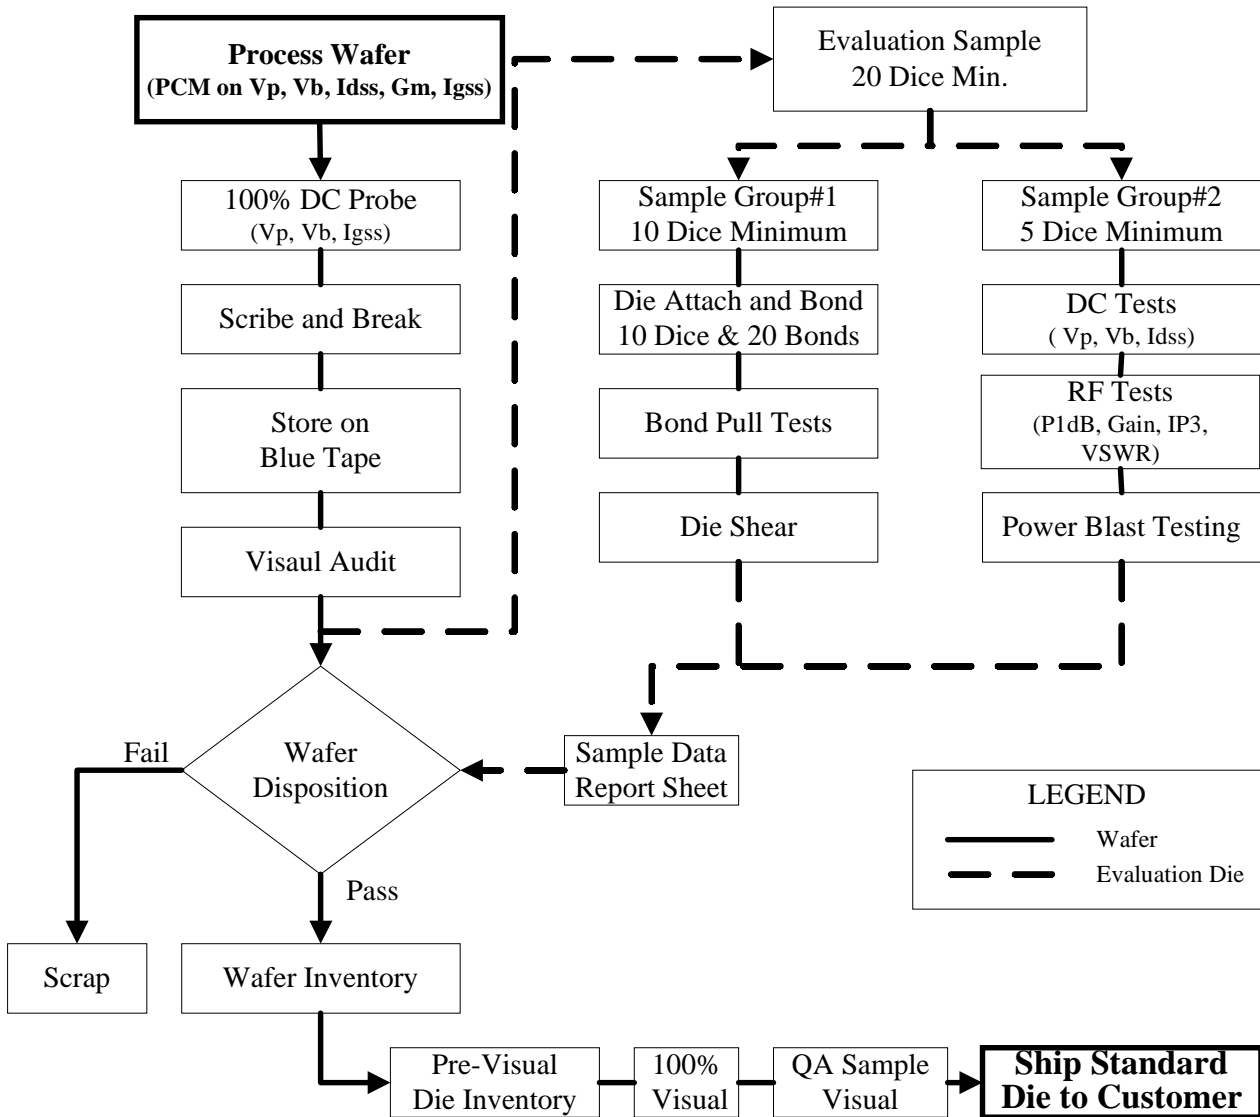 Process Wafer
(PCM on Vp, Vb, Idss, Gm, Igss)
Evaluation Sample
20 Dice Min.
100% DC Probe
(Vp, Vb, Igss)
Sample Group#1
10 Dice Minimum
Sample Group#2
5 Dice Minimum
Scribe and Break
Die Attach and Bond
10 Dice & 20 Bonds
DC Tests
( Vp, Vb, Idss)
Store on
Blue Tape
Bond Pull Tests
RF Tests
(P1dB, Gain, IP3,
VSWR)
Visaul Audit
Die Shear
Power Blast Testing
Fail
Wafer
Disposition
Sample Data
Report Sheet
LEGEND
Wafer
Evaluation Die
Pass
Scrap
Wafer Inventory
Pre-Visual
Die Inventory
100%
Visual
QA Sample
Visual
Ship Standard
Die to Customer